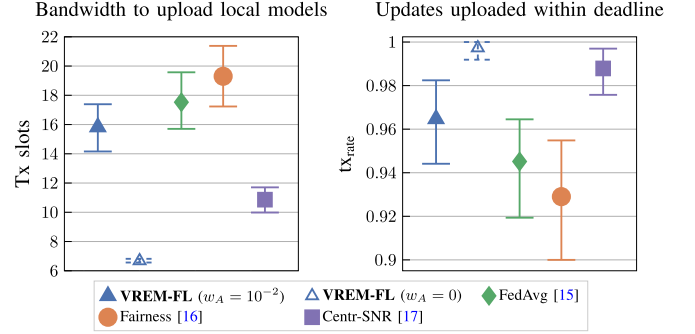 Bandwidth to upload local models
Updates uploaded within deadline
Tx slots
22
20
18
16
14
12
10
8
6
tx_rate
1
0.98
0.96
0.94
0.92
0.9
VREM-FL (w_A = 10^{-2})
VREM-FL (w_A = 0)
FedAvg [15]
Fairness [16]
Centr-SNR [17]